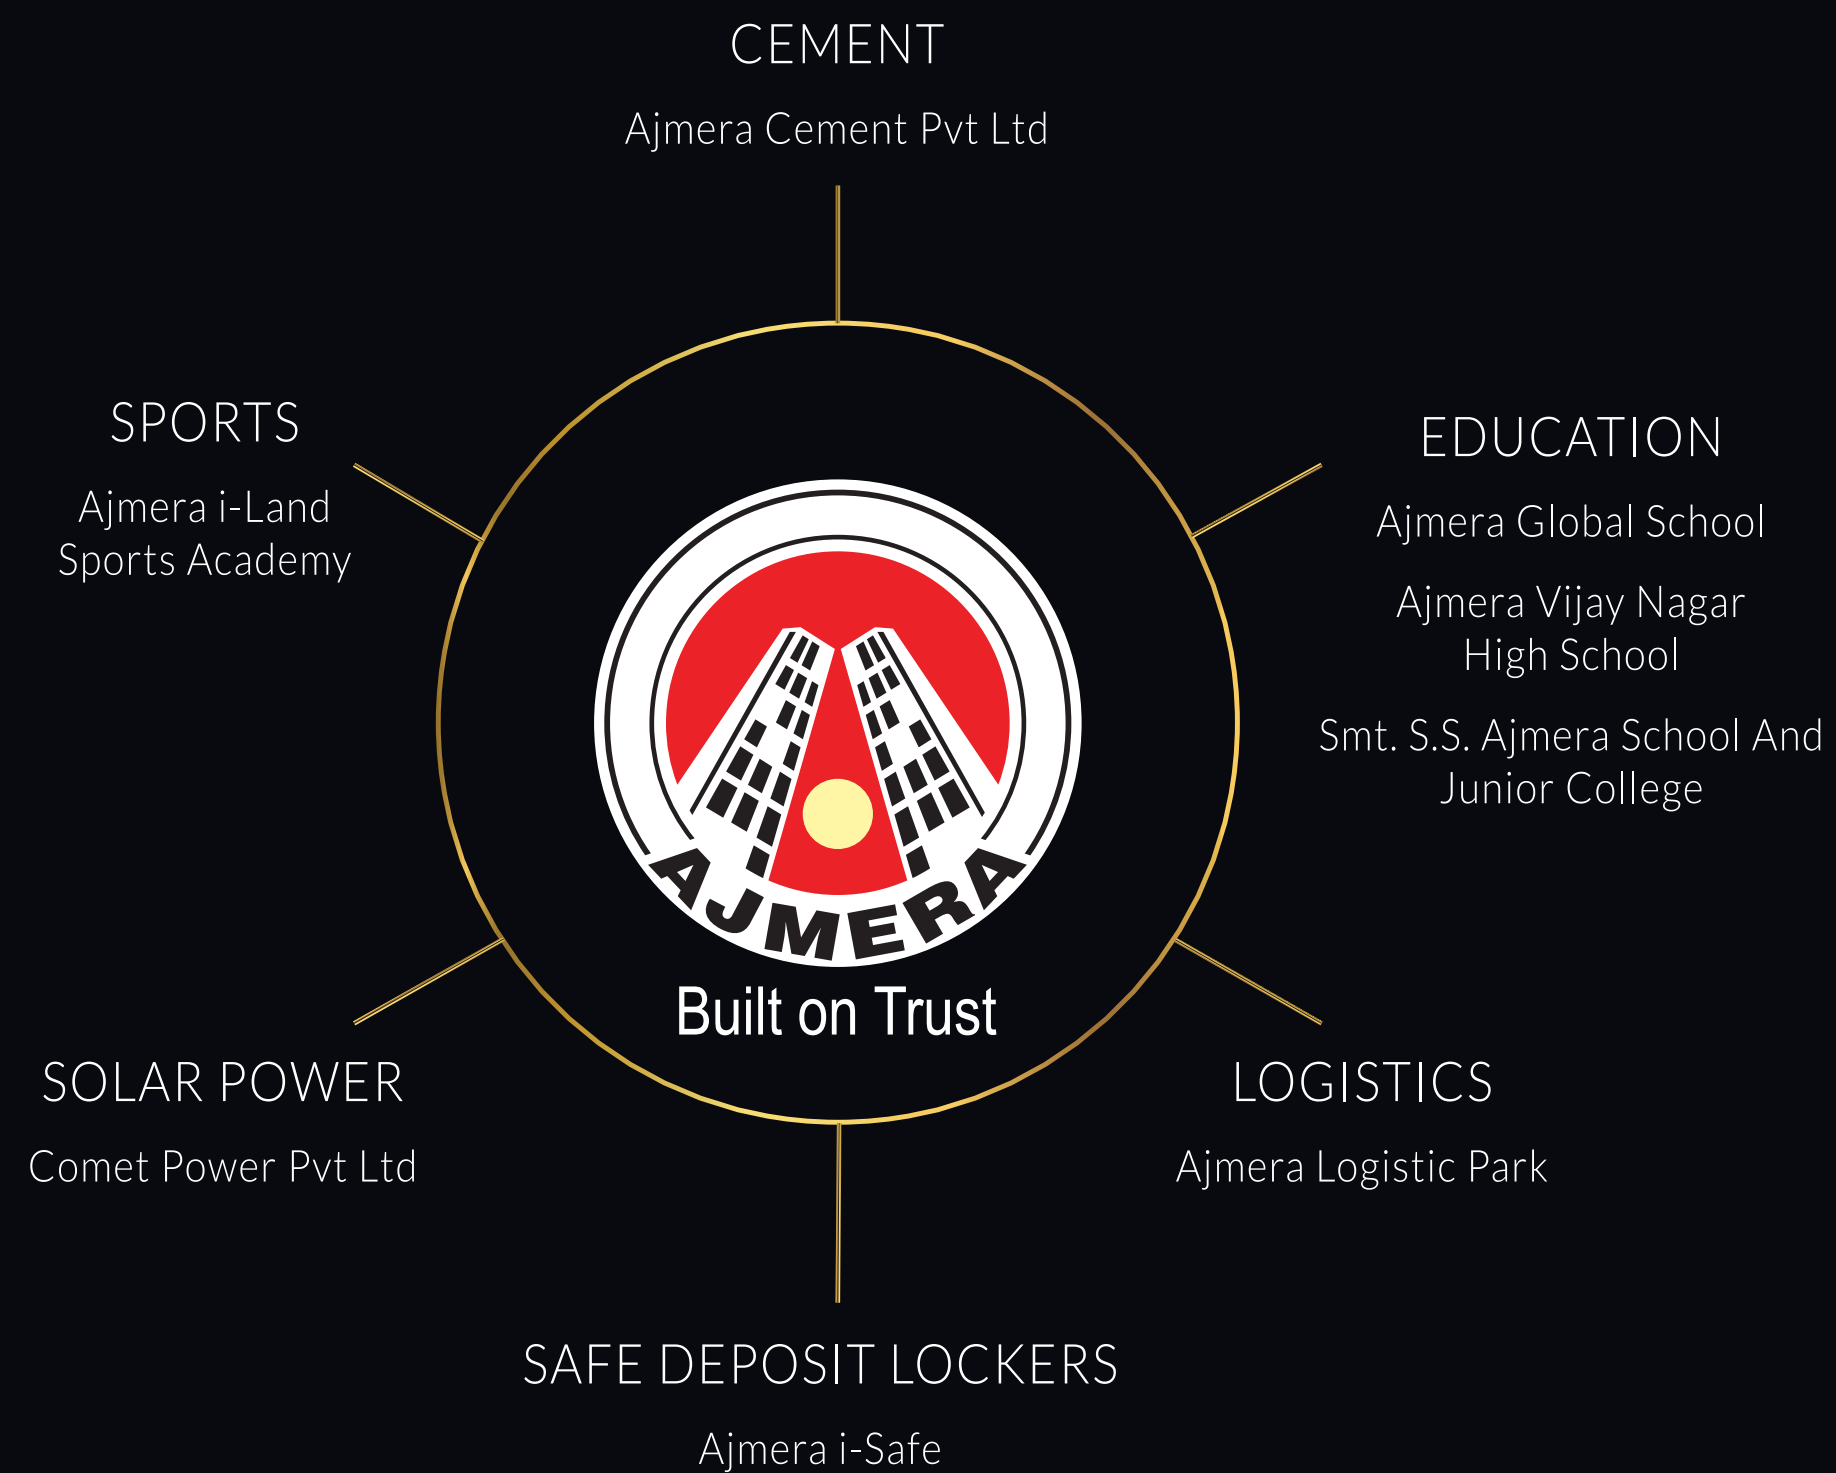 CEMENT
Ajmera Cement Pvt Ltd
SPORTS
Ajmera i-Land
Sports Academy
EDUCATION
Ajmera Global School
Ajmera Vijay Nagar
High School
Smt. S.S. Ajmera School And
Junior College
AJMERA
Built on Trust
SOLAR POWER
Comet Power Pvt Ltd
LOGISTICS
Ajmera Logistic Park
SAFE DEPOSIT LOCKERS
Ajmera i-Safe